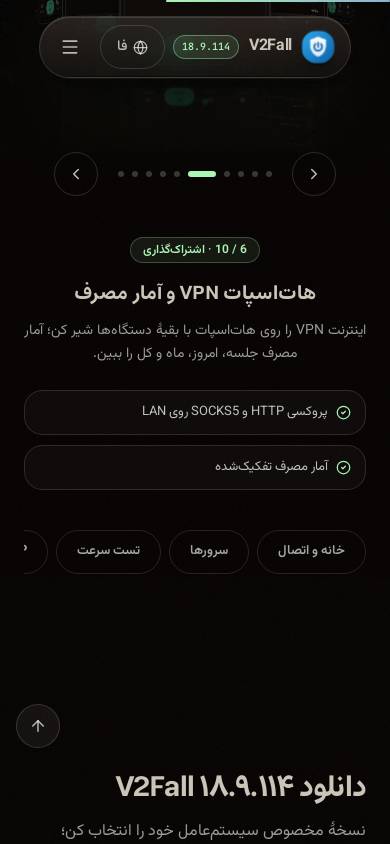 V2Fall 18.9.114 فا
6 / 10 · اشتراک‌گذاری
هات‌اسپات VPN و آمار مصرف
اینترنت VPN را روی هات‌اسپات با بقیهٔ دستگاه‌ها شیر کن؛ آمار
مصرف جلسه، امروز، ماه و کل را ببین.
پروکسی HTTP و SOCKS5 روی LAN
آمار مصرف تفکیک‌شده
خانه و اتصال سرورها تست سرعت
دانلود V2Fall ۱۸.۹.۱۱۴
نسخهٔ مخصوص سیستم‌عامل خود را انتخاب کن؛